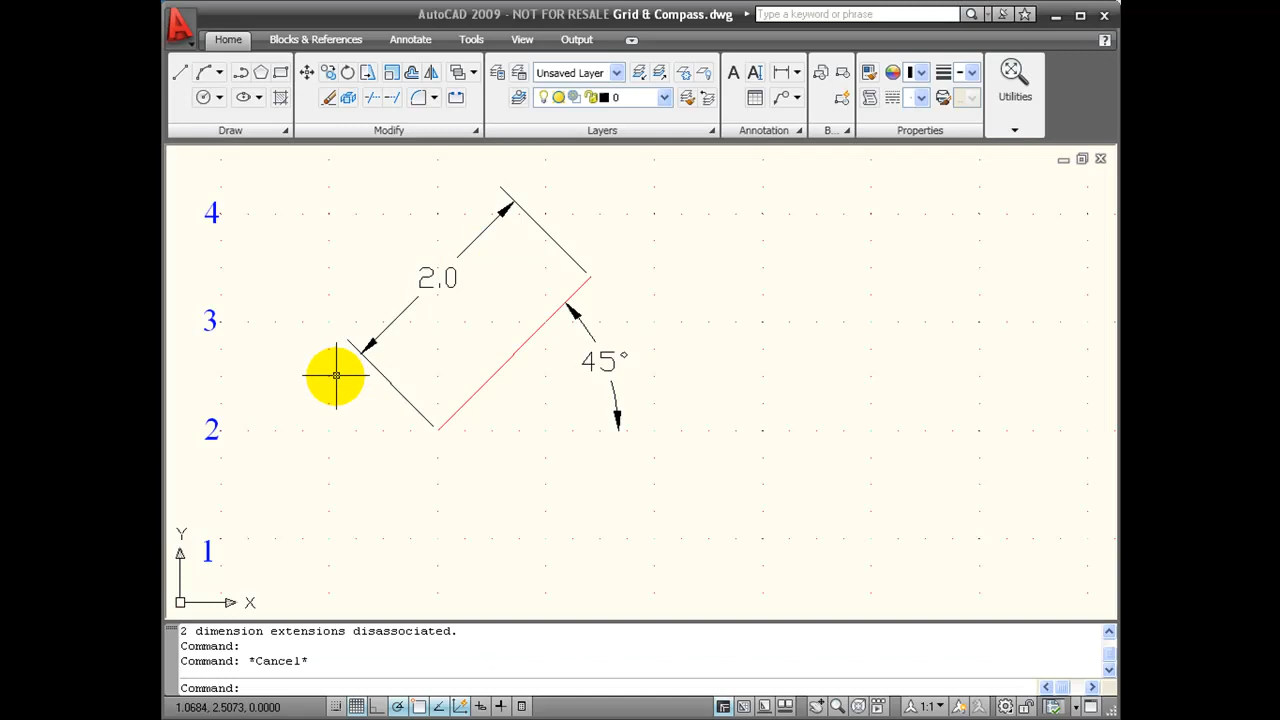 AutoCAD 2009 - NOT FOR RESALE Grid & Compass.dwg
Type a keyword or phrase
Home Blocks & References Annotate Tools View Output
Unsaved Layer
Utilities
0
Draw Modify Layers Annotation B... Properties
4
2.0
3
45°
2
Y
1
X
2 dimension extensions disassociated.
Command:
Command: *Cancel*
Command:
1.0684, 2.5073, 0.0000
1:1